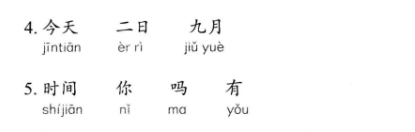 4. 今天 二日 九月
jīntiān èr rì jiǔ yuè
5. 时间 你 吗 有
shíjiān nǐ ma yǒu